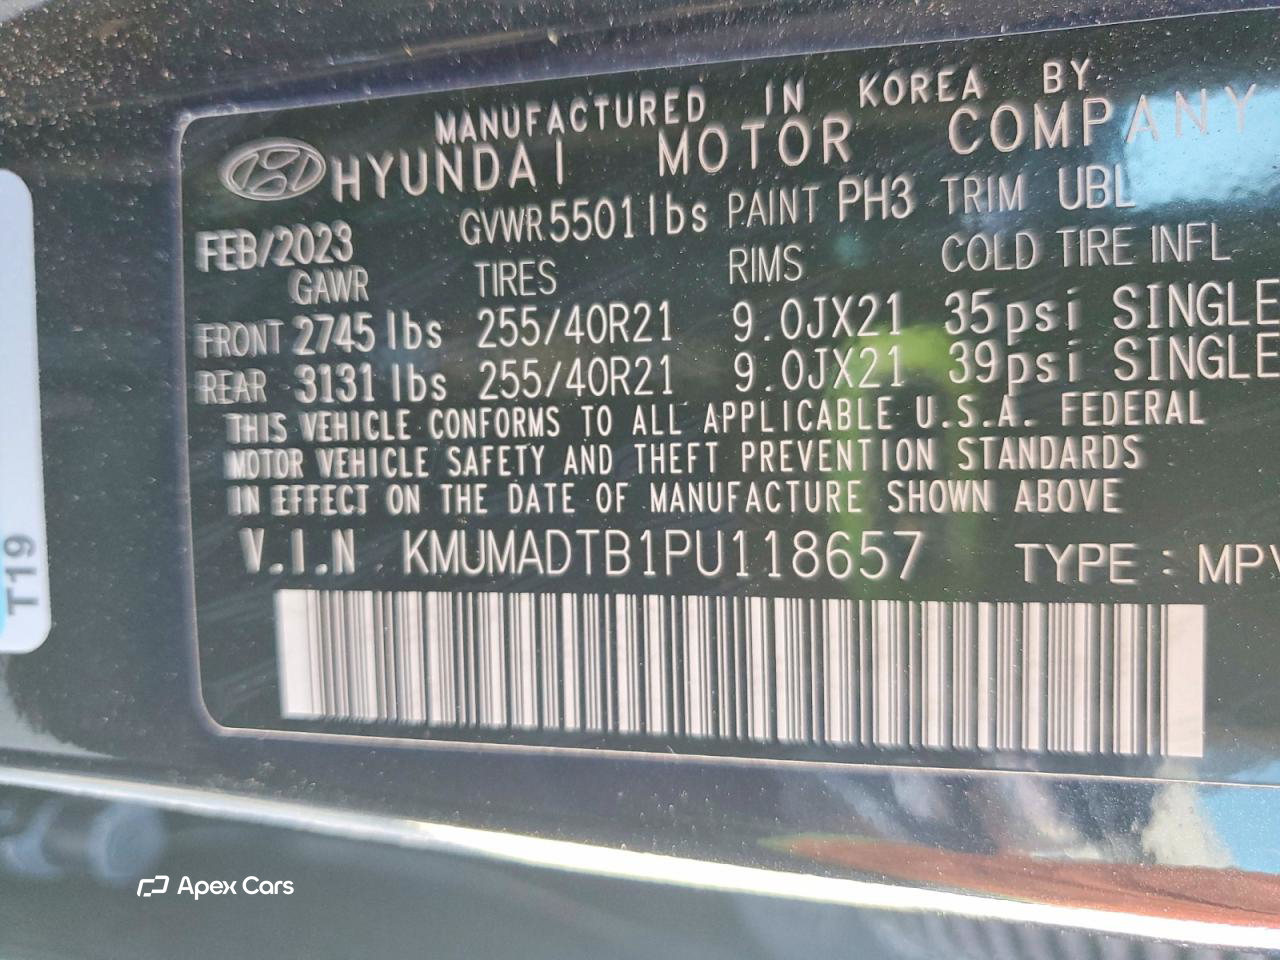 MANUFACTURED IN KOREA BY
HYUNDAI MOTOR COMPANY
FEB/2023 GVWR 5501lbs PAINT PH3 TRIM UBL
GAWR TIRES RIMS COLD TIRE INFL
FRONT 2745 lbs 255/40R21 9.0JX21 35psi SINGLE
REAR 3131 lbs 255/40R21 9.0JX21 39psi SINGLE
THIS VEHICLE CONFORMS TO ALL APPLICABLE U.S.A. FEDERAL
MOTOR VEHICLE SAFETY AND THEFT PREVENTION STANDARDS
IN EFFECT ON THE DATE OF MANUFACTURE SHOWN ABOVE
V.I.N KMUMADTB1PU118657 TYPE : MPV
T19
Apex Cars